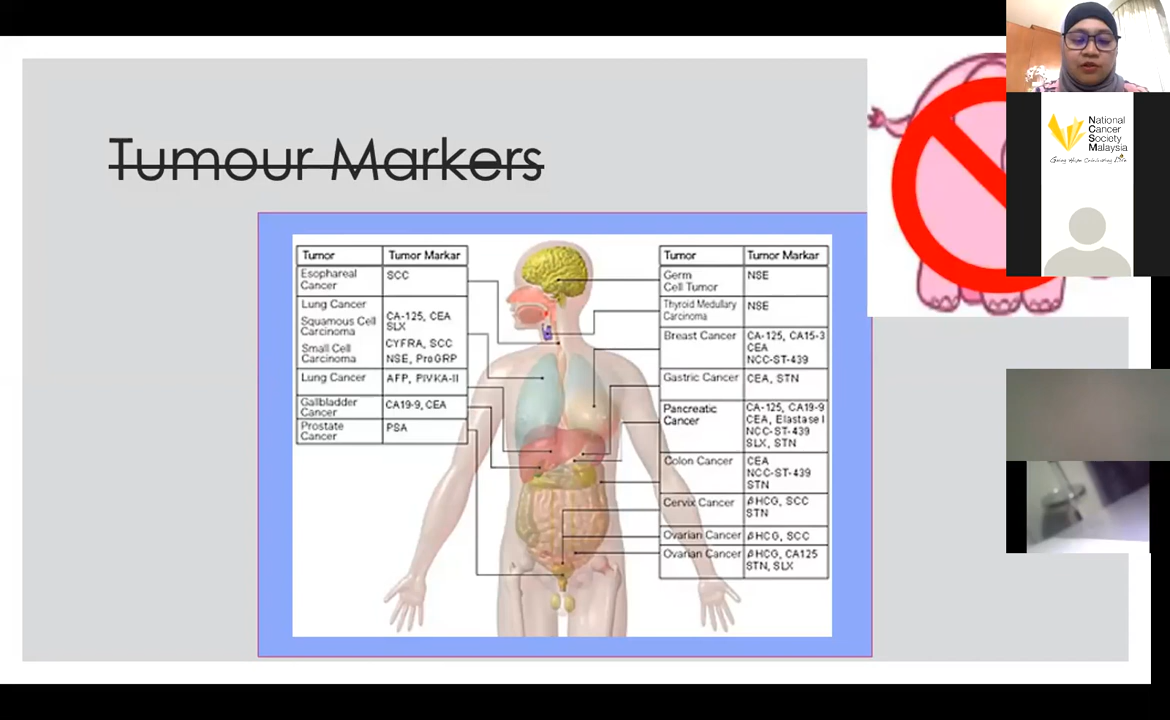 Tumour Markers
National
Cancer
Society
Malaysia
Tumor Tumor Markar
Esophareal
Cancer
SCC
Lung Cancer
Squamous Cell
Carcinoma
Small Cell
Carcinoma
CA-125, CEA
SLX
CYFRA, SCC
NSE, ProGRP
Lung Cancer AFP, PIVKA-II
Gallbladder
Cancer
CA19-9, CEA
Prostate
Cancer
PSA
Tumor Tumor Markar
Germ
Cell Tumor
NSE
Thyroid Medullary
Carcinoma
NSE
Breast Cancer CA-125, CA15-3
CEA
NCC-ST-439
Gastric Cancer CEA, STN
Pancreatic
Cancer
CA-125, CA19-9
CEA, Elastase I
NCC-ST-439
SLX, STN
Colon Cancer CEA
NCC-ST-439
STN
Cervix Cancer βHCG, SCC
STN
Ovarian Cancer βHCG, SCC
Ovarian Cancer βHCG, CA125
STN, SLX